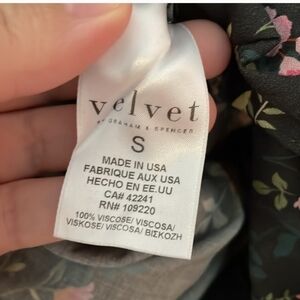 velvet
BY GRAHAM & SPENCER
S
MADE IN USA
FABRIQUE AUX USA
HECHO EN EE.UU
CA# 42241
RN# 109220
100% VISCOSE/ VISCOSA/
VISKOSE/ VISCOSA/ ΒΙΣΚΟΖΗ